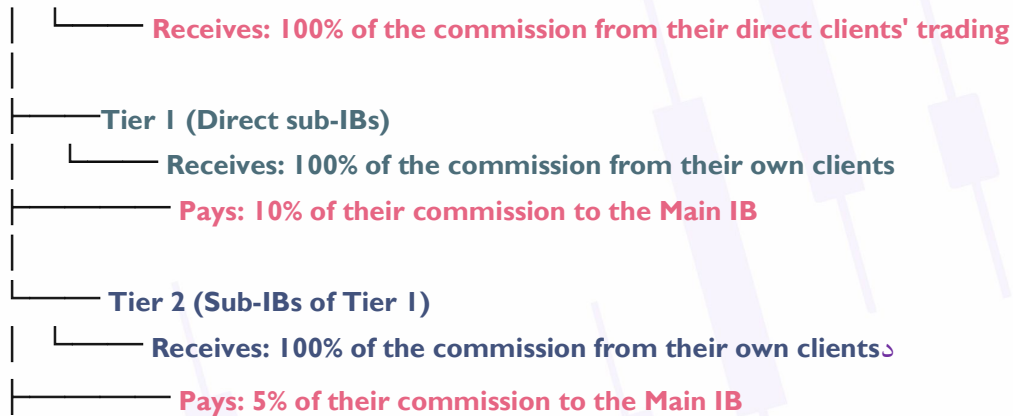 Receives: 100% of the commission from their direct clients' trading
Tier 1 (Direct sub-IBs)
Receives: 100% of the commission from their own clients
Pays: 10% of their commission to the Main IB
Tier 2 (Sub-IBs of Tier 1)
Receives: 100% of the commission from their own clientsد
Pays: 5% of their commission to the Main IB